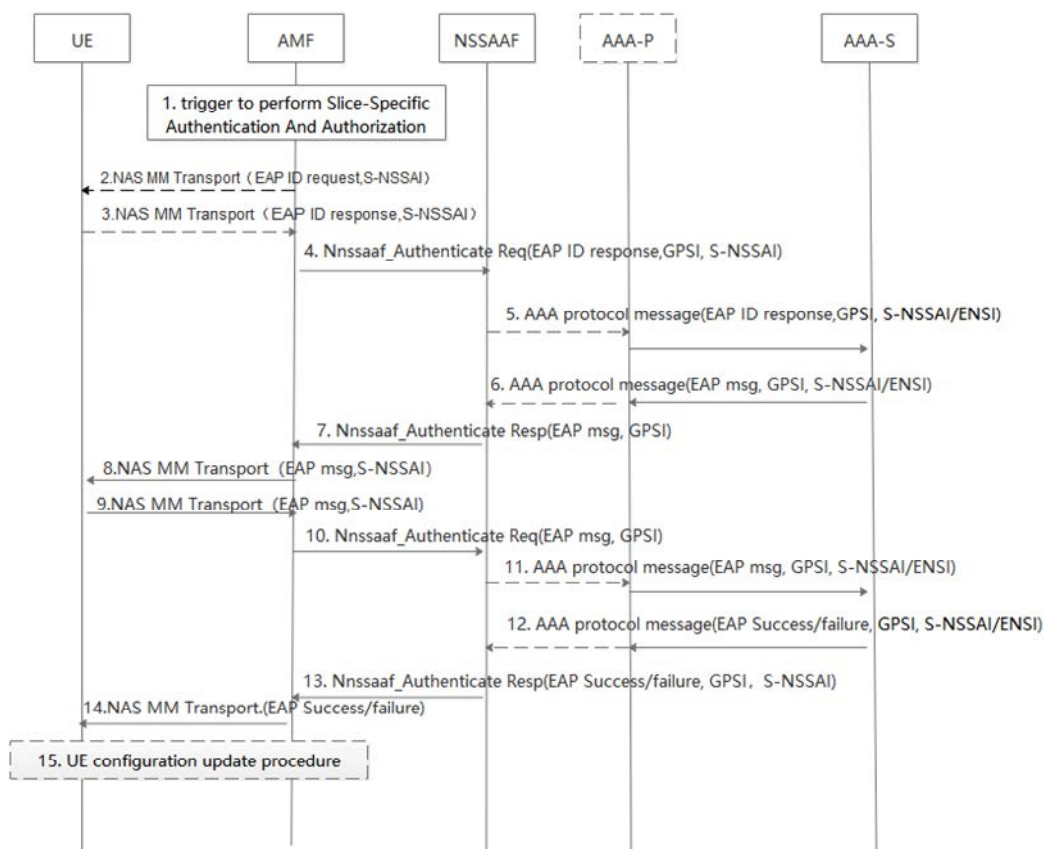 UE
AMF
NSSAAF
AAA-P
AAA-S
1. trigger to perform Slice-Specific
Authentication And Authorization
2.NAS MM Transport（EAP ID request,S-NSSAI）
3.NAS MM Transport（EAP ID response,S-NSSAI）
4. Nnssaaf_Authenticate Req(EAP ID response,GPSI, S-NSSAI)
5. AAA protocol message(EAP ID response,GPSI, S-NSSAI/ENSI)
6. AAA protocol message(EAP msg, GPSI, S-NSSAI/ENSI)
7. Nnssaaf_Authenticate Resp(EAP msg, GPSI)
8.NAS MM Transport（EAP msg,S-NSSAI）
9.NAS MM Transport（EAP msg,S-NSSAI）
10. Nnssaaf_Authenticate Req(EAP msg, GPSI)
11. AAA protocol message(EAP msg, GPSI, S-NSSAI/ENSI)
12. AAA protocol message(EAP Success/failure, GPSI, S-NSSAI/ENSI)
13. Nnssaaf_Authenticate Resp(EAP Success/failure, GPSI，S-NSSAI)
14.NAS MM Transport.(EAP Success/failure)
15. UE configuration update procedure